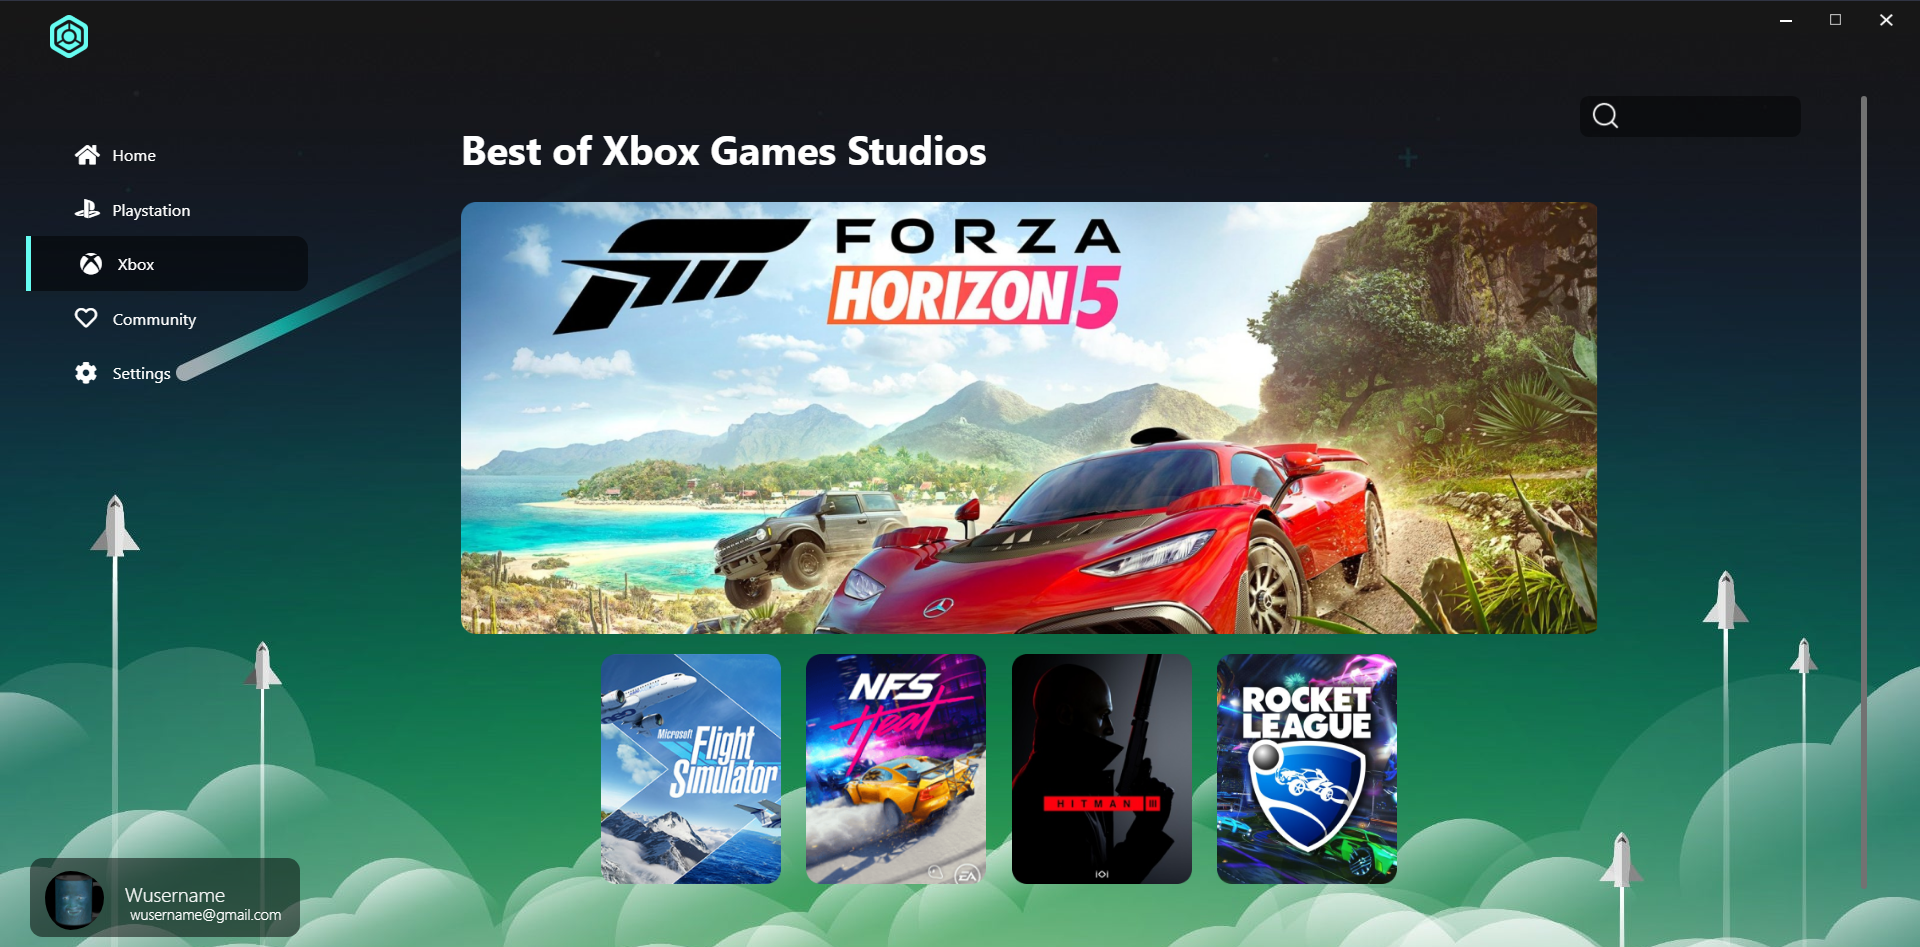 Home
Playstation
Xbox
Community
Settings
Best of Xbox Games Studios
FORZA
HORIZON 5
Microsoft
Flight
Simulator
NFS
Heat
EA
HITMAN III
ROCKET
LEAGUE
Wusername
wusername@gmail.com